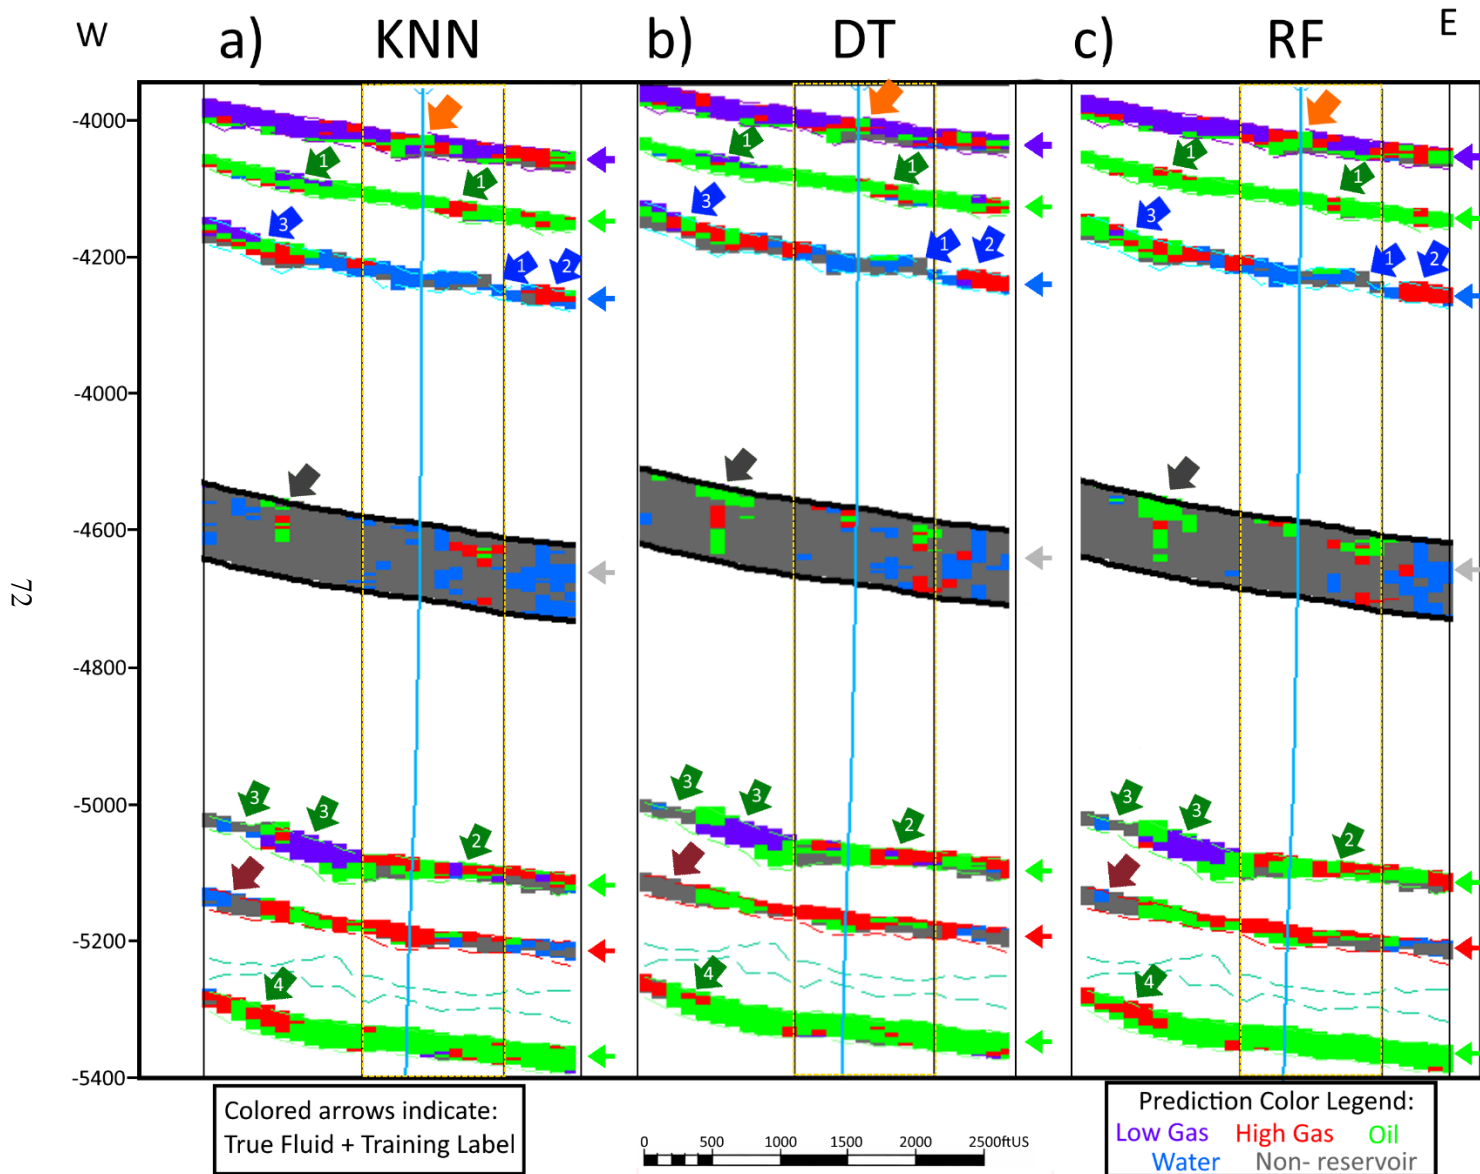 W a) KNN b) DT c) RF E
-4000
1 1 1 1 1 1
3 3 3
-4200
1 2 1 2 1 2
-4000
-4600
72
-4800
-5000
3 3 2 3 3 2 3 3 2
-5200
4 4 4
-5400
Colored arrows indicate:
True Fluid + Training Label
0 500 1000 1500 2000 2500ftUS
Prediction Color Legend:
Low Gas High Gas Oil
Water Non- reservoir